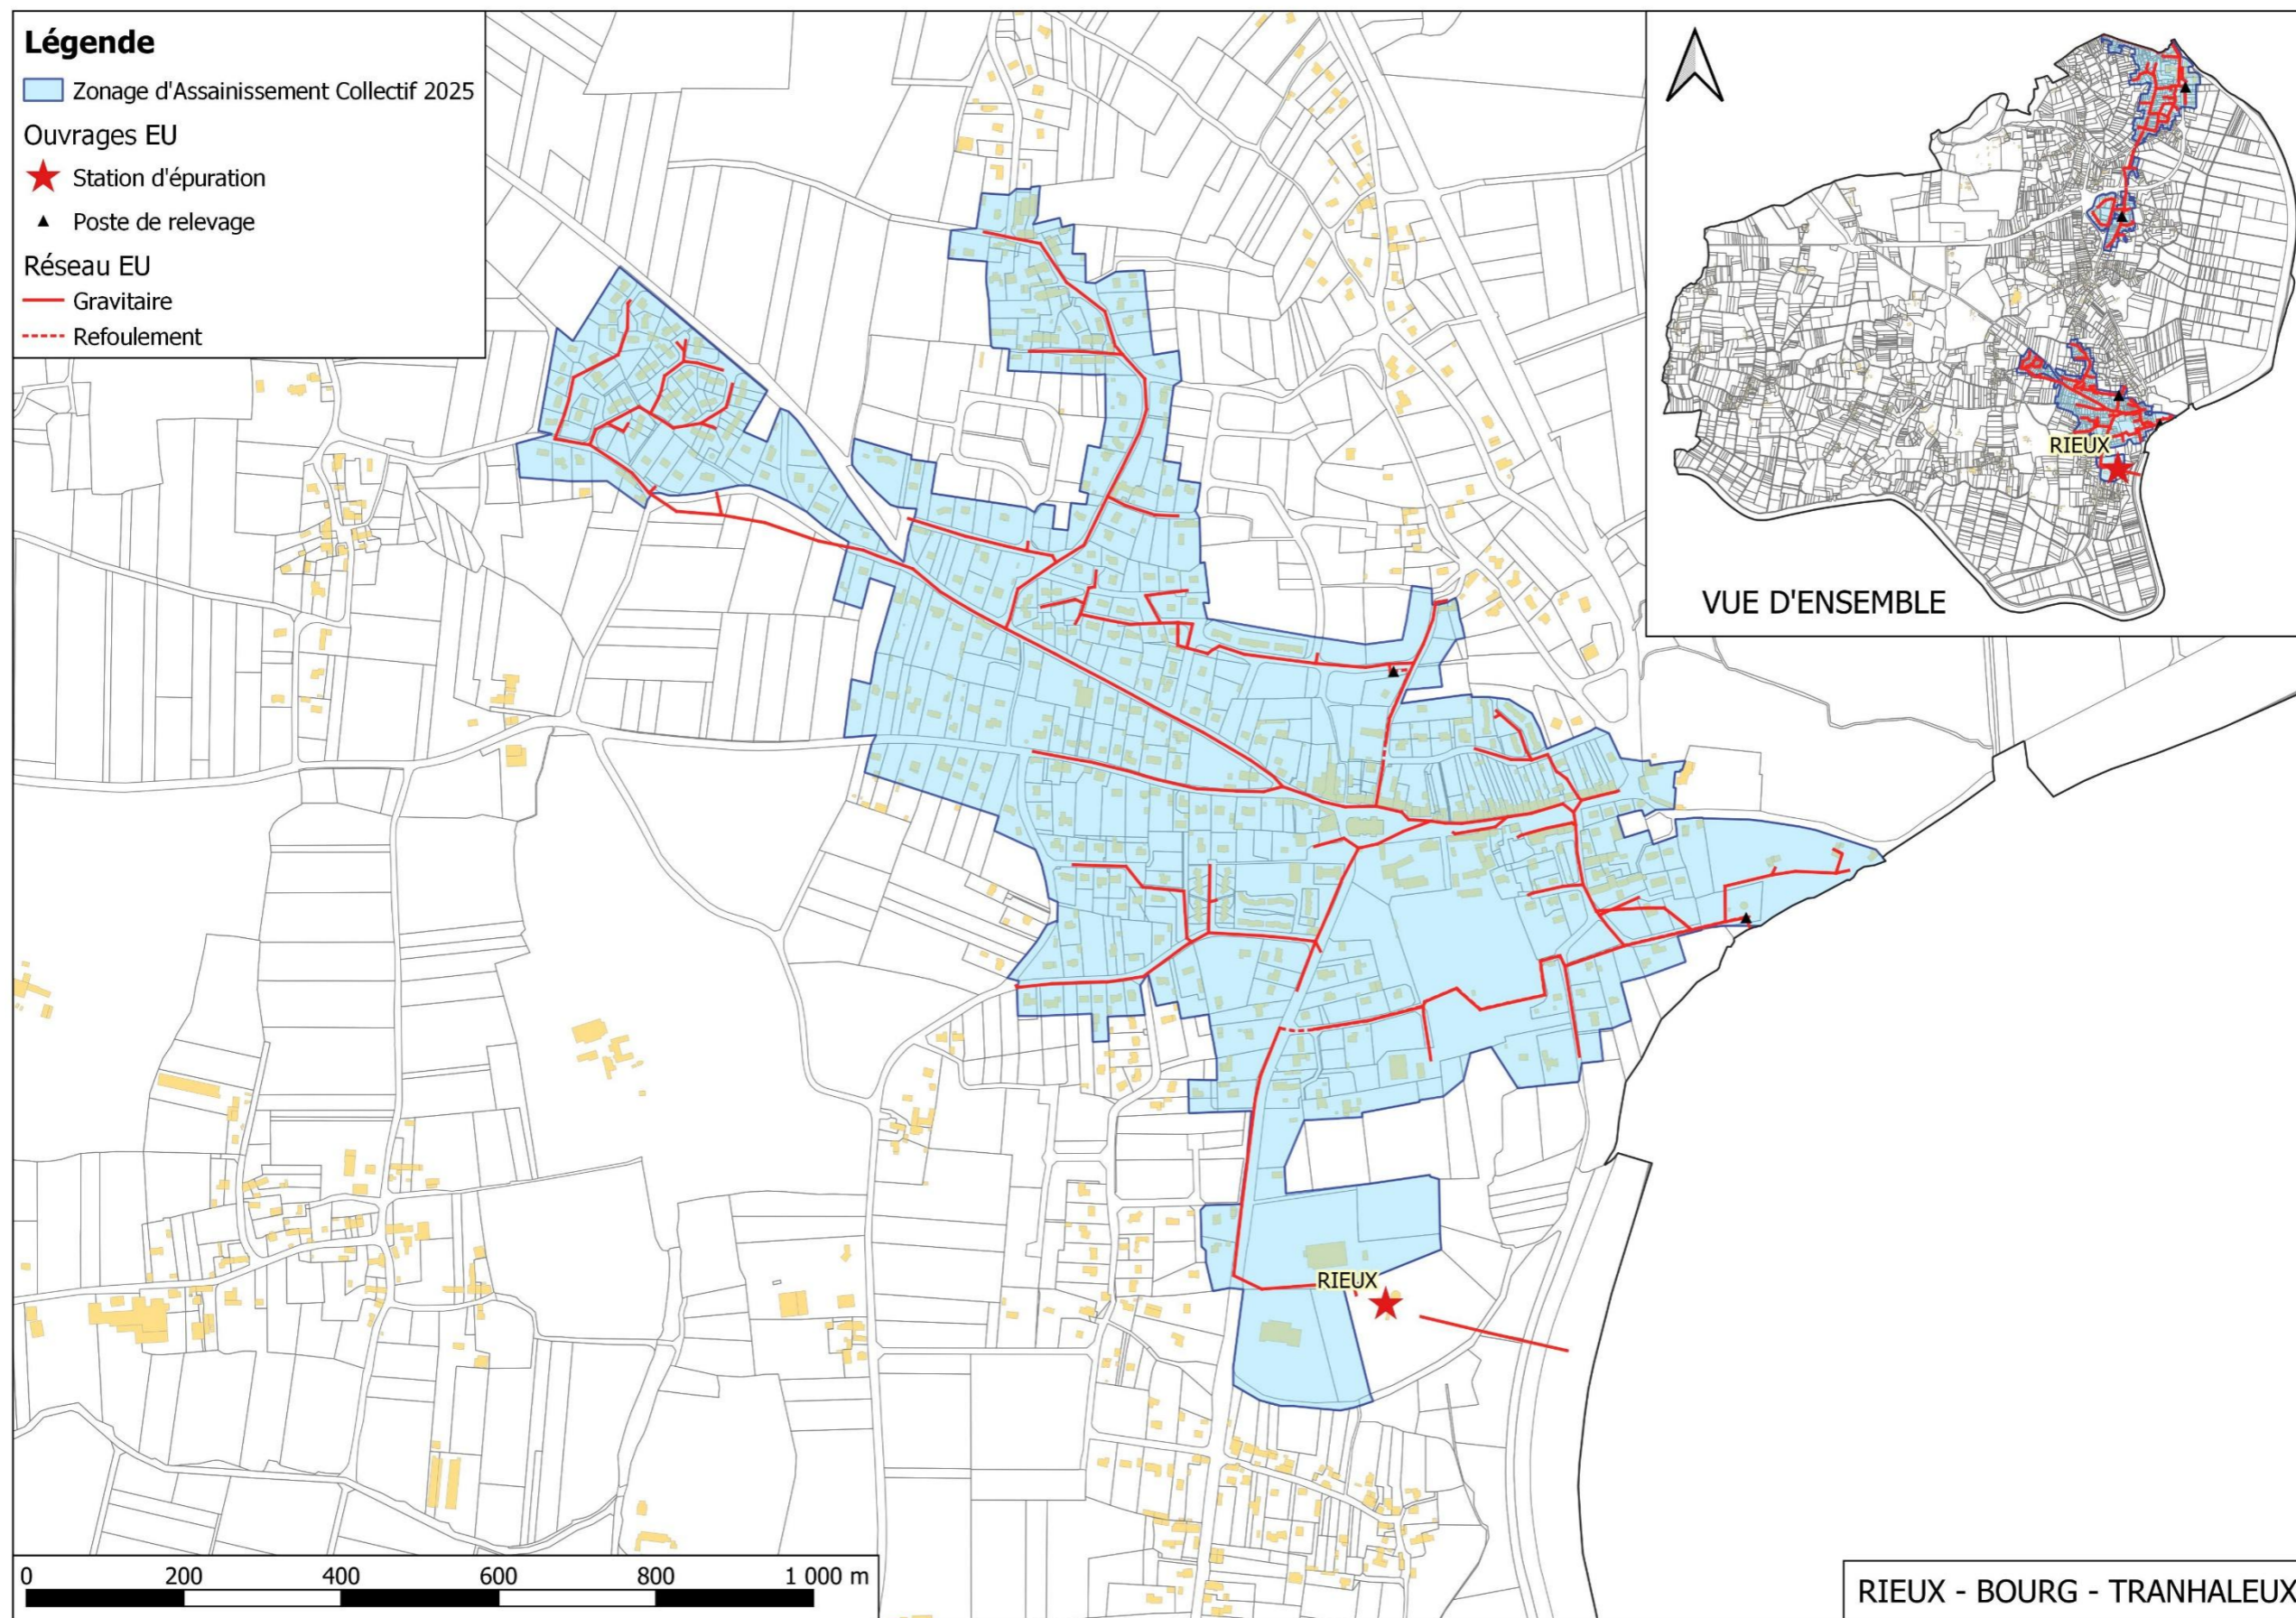 Légende
Zonage d'Assainissement Collectif 2025
Ouvrages EU
Station d'épuration
Poste de relevage
Réseau EU
Gravitaire
Refoulement
RIEUX
VUE D'ENSEMBLE
RIEUX
0 200 400 600 800 1 000 m
RIEUX - BOURG - TRANHALEUX